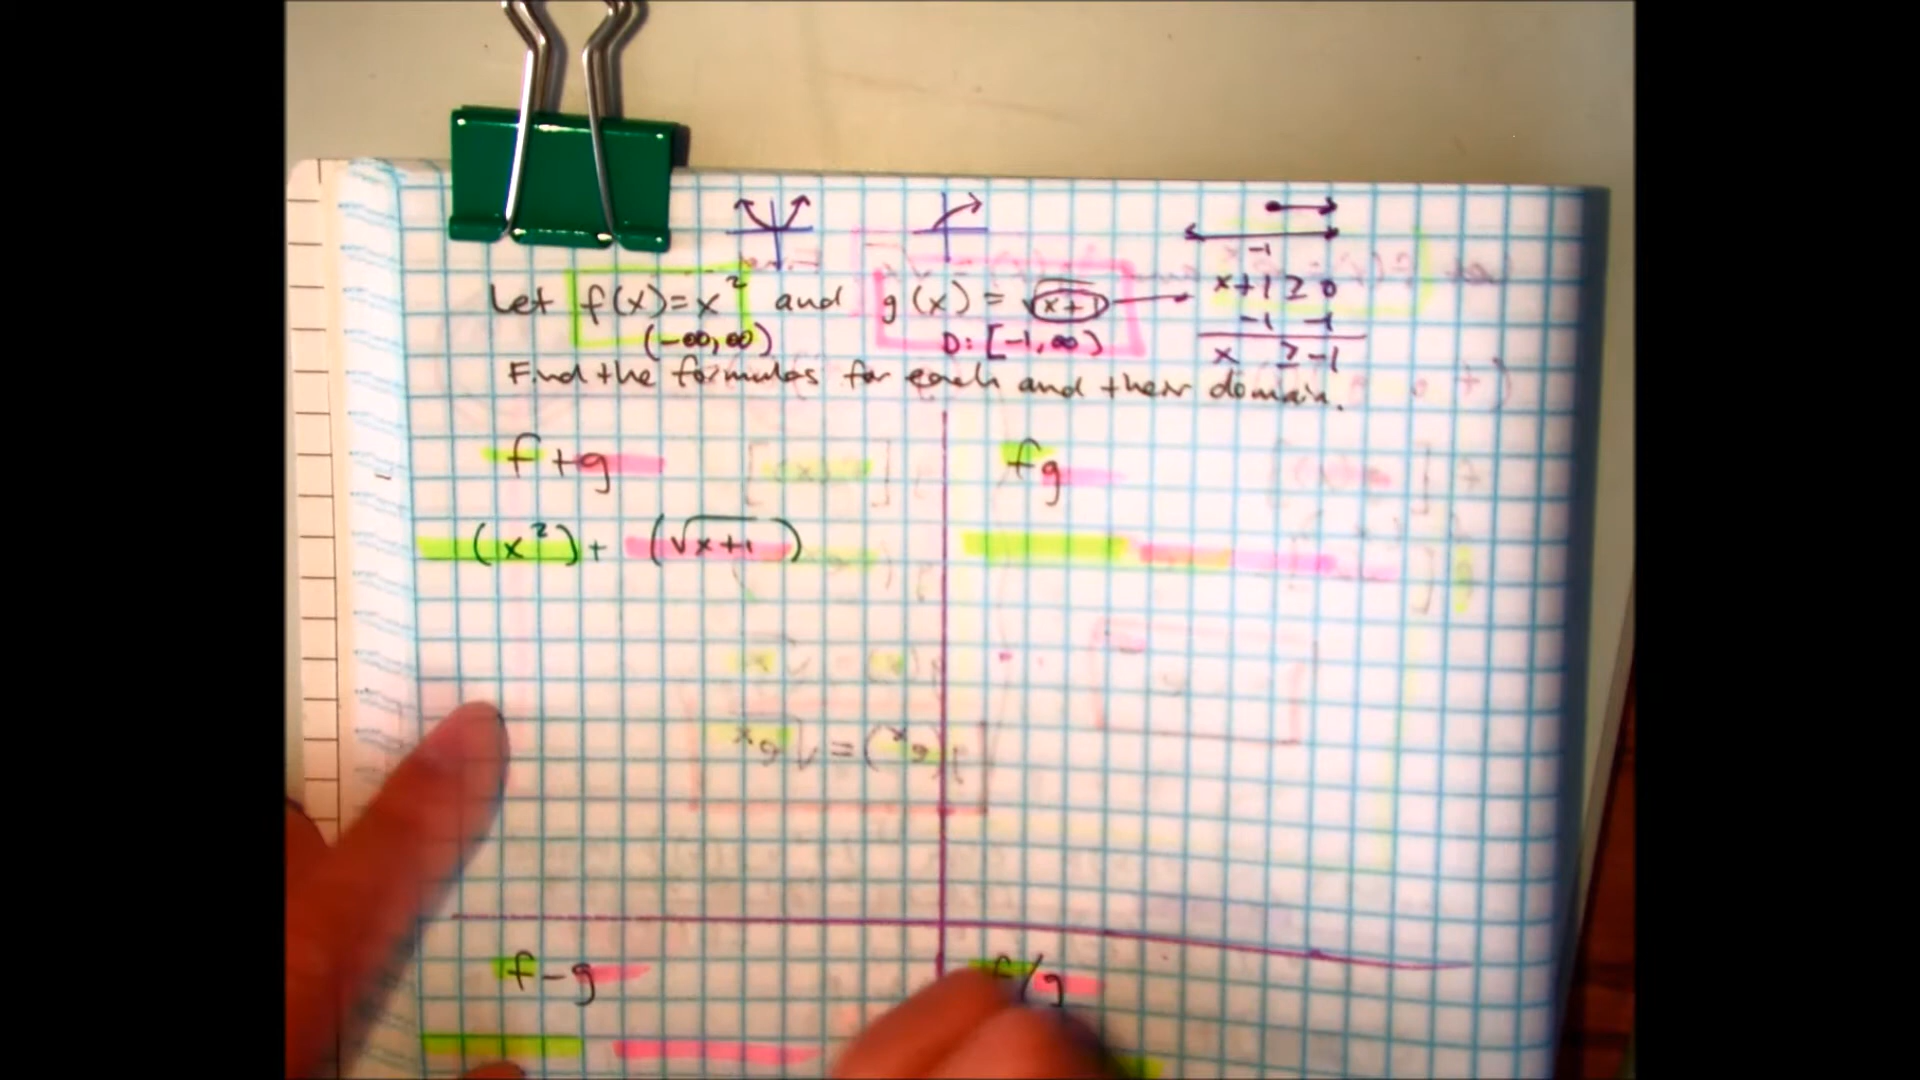 Let f(x)=x² and g(x) = √x+1
(-∞,∞)
D: [-1,∞)
-1
x+1≥0
-1 -1
x ≥-1
Find the formulas for each and their domain.
f+g
(x²)+ (√x+1)
fg
f-g
f/g